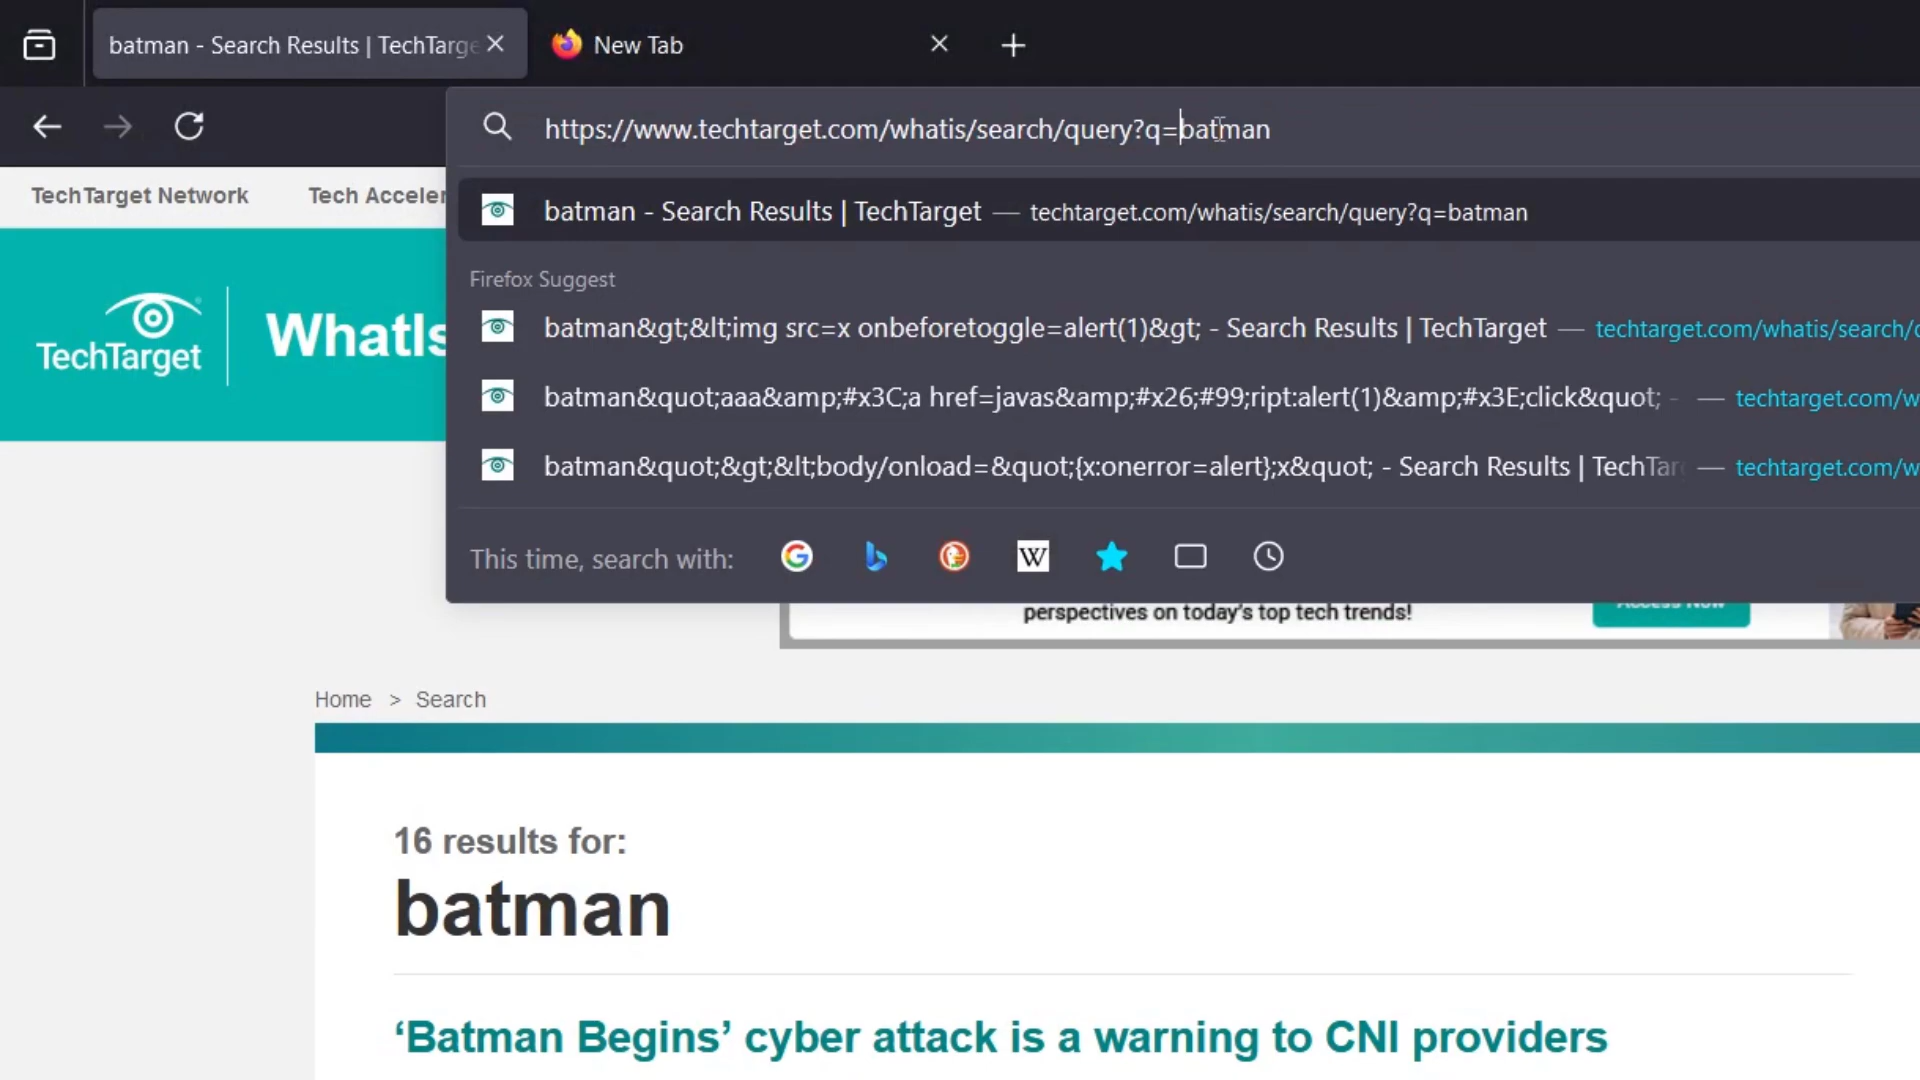 batman - Search Results | TechTarge
New Tab
https://www.techtarget.com/whatis/search/query?q=batman
TechTarget Network
Tech Acceler
batman - Search Results | TechTarget — techtarget.com/whatis/search/query?q=batman
Firefox Suggest
batman&gt;&lt;img src=x onbeforetoggle=alert(1)&gt; - Search Results | TechTarget — techtarget.com/whatis/search/
batman&quot;aaa&amp;#x3C;a href=javas&amp;#x26;#99;ript:alert(1)&amp;#x3E;click&quot; - — techtarget.com/w
batman&quot;&gt;&lt;body/onload=&quot;{x:onerror=alert};x&quot; - Search Results | TechTar — techtarget.com/w
TechTarget
WhatIs
This time, search with:
W
perspectives on today's top tech trends!
Access Now
Home > Search
16 results for:
batman
‘Batman Begins’ cyber attack is a warning to CNI providers